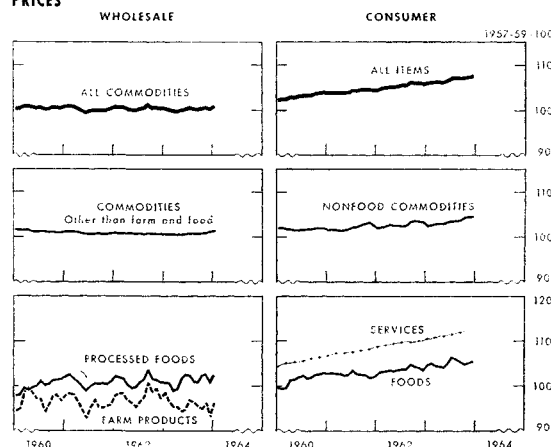 PRICES
WHOLESALE
CONSUMER
1957-59=100
ALL COMMODITIES
ALL ITEMS
110
100
90
COMMODITIES
Other than farm and food
NONFOOD COMMODITIES
110
100
90
PROCESSED FOODS
FARM PRODUCTS
SERVICES
FOODS
120
110
100
90
1960
1962
1964
1960
1962
1964